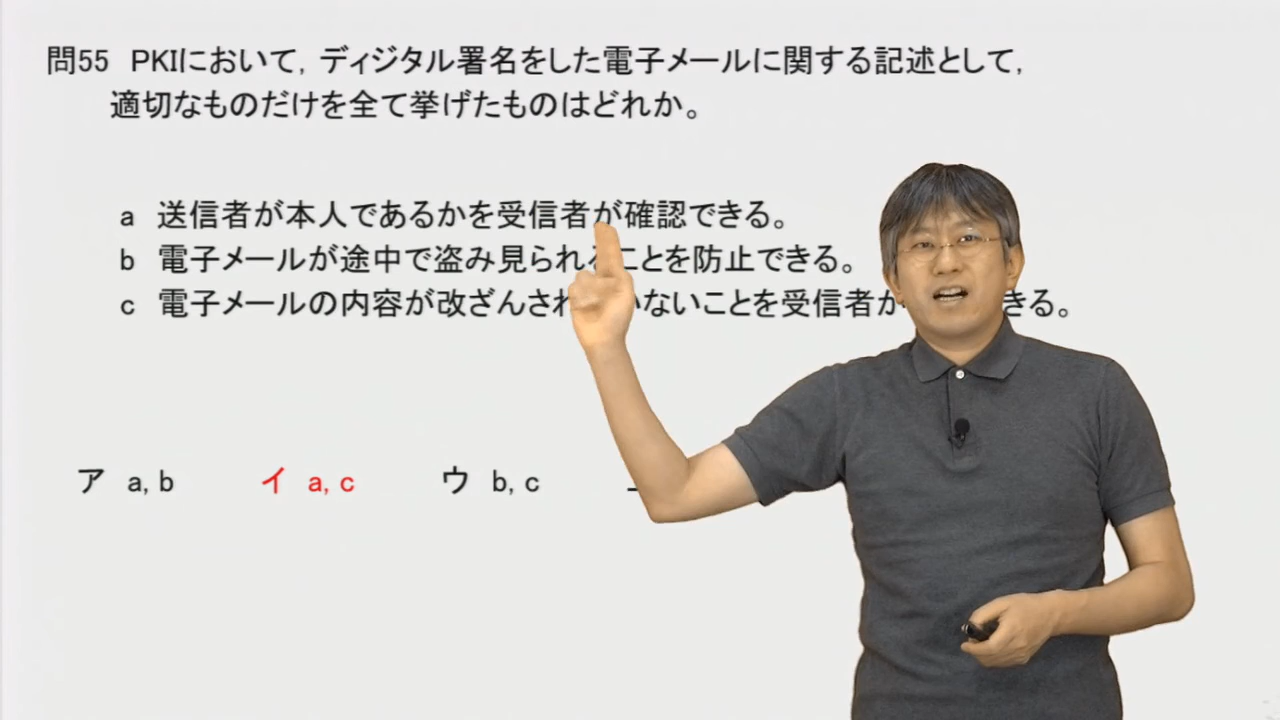 問55 PKIにおいて，ディジタル署名をした電子メールに関する記述として，
適切なものだけを全て挙げたものはどれか。
a 送信者が本人であるかを受信者が確認できる。
b 電子メールが途中で盗み見られることを防止できる。
c 電子メールの内容が改ざんされ いないことを受信者が できる。
ア a, b イ a, c ウ b, c